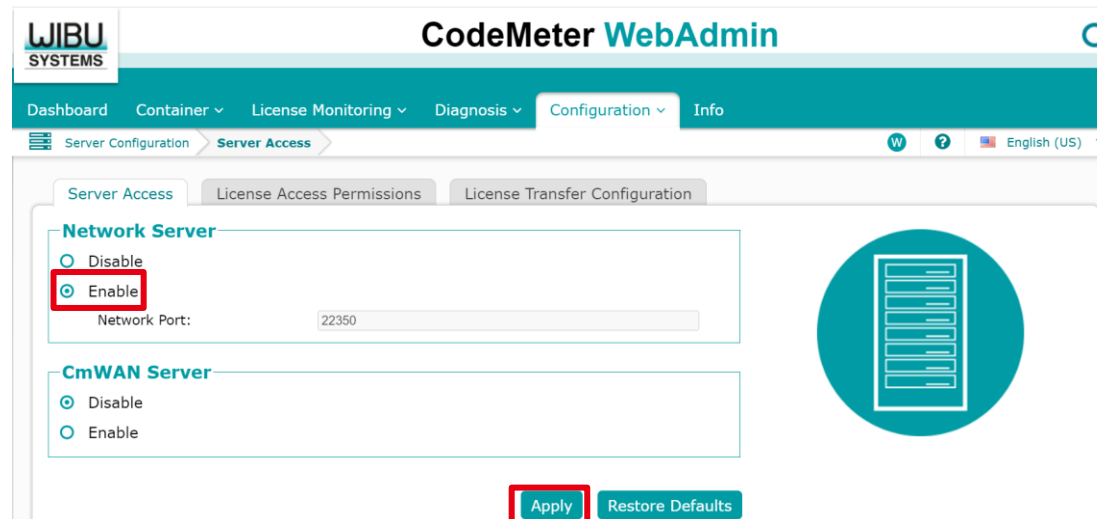 WIBU
SYSTEMS
CodeMeter WebAdmin
Dashboard Container License Monitoring Diagnosis Configuration Info
Server Configuration Server Access W ? English (US)
Server Access License Access Permissions License Transfer Configuration
Network Server
Disable
Enable
Network Port: 22350
CmWAN Server
Disable
Enable
Apply Restore Defaults